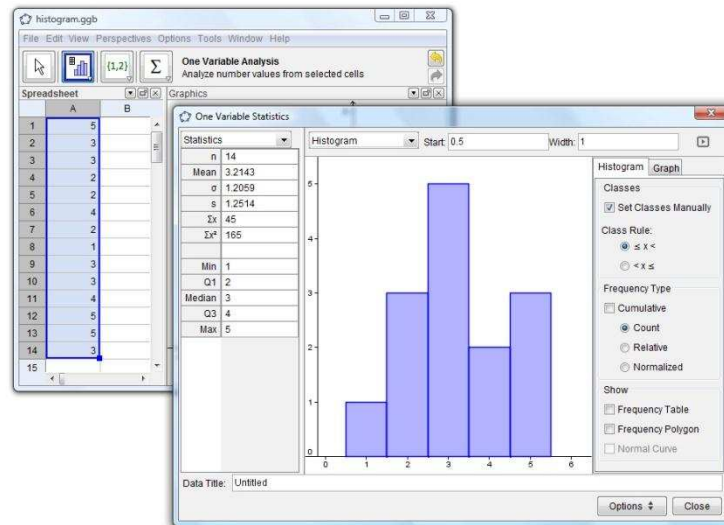 histogram.ggb
File Edit View Perspectives Options Tools Window Help
{1,2} Σ One Variable Analysis
Analyze number values from selected cells
Spreadsheet Graphics
A B
1 5
2 3
3 3
4 2
5 2
6 4
7 2
8 1
9 3
10 3
11 4
12 5
13 5
14 3
15
One Variable Statistics
Statistics
n 14
Mean 3.2143
σ 1.2059
s 1.2514
Σx 45
Σx² 165
Min 1
Q1 2
Median 3
Q3 4
Max 5
Histogram Start: 0.5 Width: 1
5
4
3
2
1
0
0 1 2 3 4 5 6
Histogram Graph
Classes
Set Classes Manually
Class Rule:
≤ x <
< x ≤
Frequency Type
Cumulative
Count
Relative
Normalized
Show
Frequency Table
Frequency Polygon
Normal Curve
Data Title: Untitled
Options Close